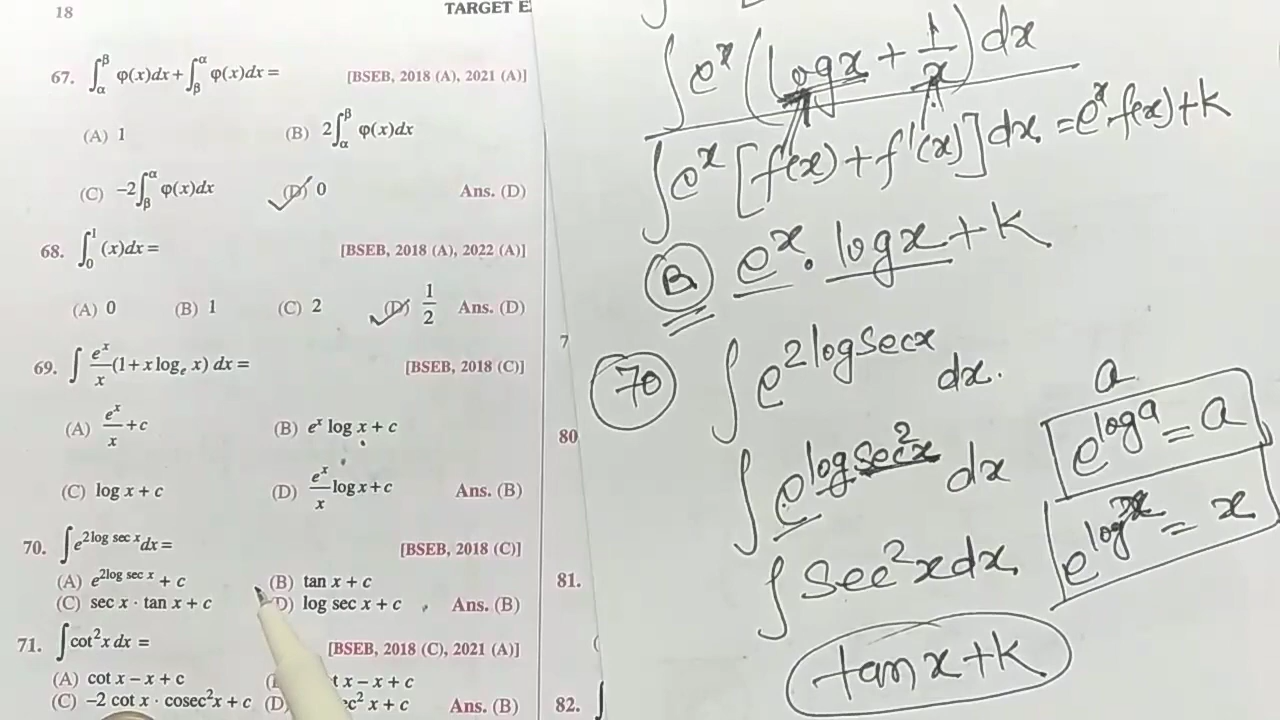 18
TARGET E
67. ∫_α^β φ(x)dx + ∫_β^α φ(x)dx = [BSEB, 2018 (A), 2021 (A)]
(A) 1 (B) 2∫_α^β φ(x)dx
(C) −2∫_β^α φ(x)dx (D) 0 Ans. (D)
68. ∫_0^1 (x)dx = [BSEB, 2018 (A), 2022 (A)]
(A) 0 (B) 1 (C) 2 (D) 1/2 Ans. (D)
69. ∫ e^x/x (1 + x log_e x) dx = [BSEB, 2018 (C)]
(A) e^x/x + c (B) e^x log x + c
(C) log x + c (D) e^x/x log x + c Ans. (B)
70. ∫e^{2 log sec x} dx = [BSEB, 2018 (C)]
(A) e^{2log sec x} + c (B) tan x + c
(C) sec x · tan x + c (D) log sec x + c Ans. (B)
71. ∫cot²x dx = [BSEB, 2018 (C), 2021 (A)]
(A) cot x − x + c t x − x + c
(C) −2 cot x · cosec²x + c (D) ec² x + c Ans. (B)
7
80
81.
82. ∫
∫ e^x (log x + 1/x) dx
∫ e^x [f(x) + f'(x)] dx = e^x · f(x) + k
(B) e^x · log x + k
70 ∫ e^{2 log sec x} dx.
∫ e^{log sec²x} dx
∫ Sec²x dx.
tan x + k
a
e^{log a} = a
e^{log x} = x